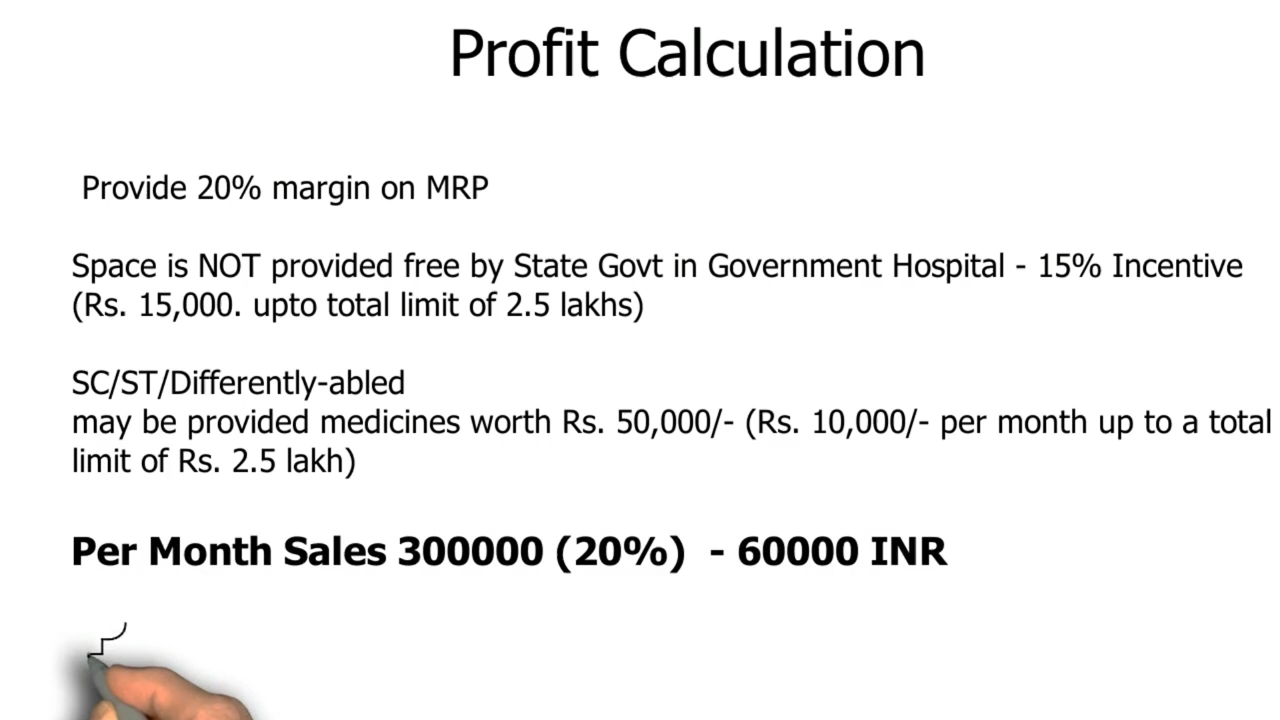 Profit Calculation
Provide 20% margin on MRP
Space is NOT provided free by State Govt in Government Hospital - 15% Incentive
(Rs. 15,000. upto total limit of 2.5 lakhs)
SC/ST/Differently-abled
may be provided medicines worth Rs. 50,000/- (Rs. 10,000/- per month up to a total
limit of Rs. 2.5 lakh)
Per Month Sales 300000 (20%) - 60000 INR